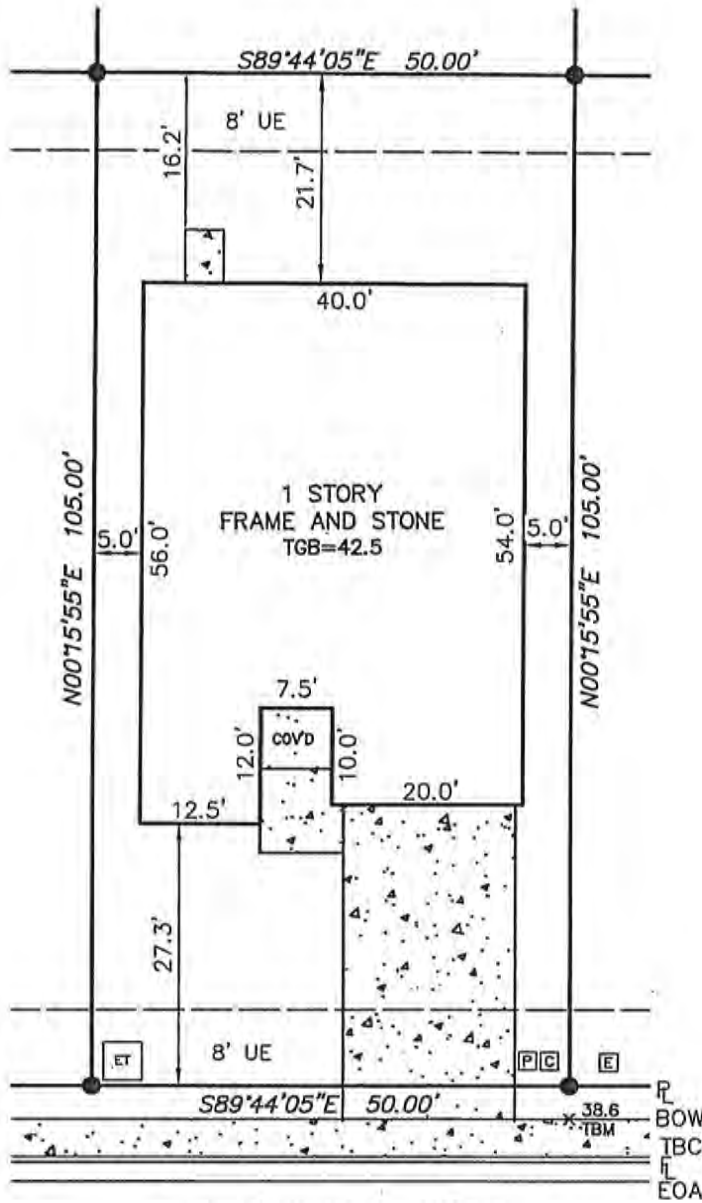 S89°44'05"E 50.00'
8' UE
16.2'
21.7'
40.0'
N00°15'55"E 105.00'
5.0'
56.0'
1 STORY
FRAME AND STONE
TGB=42.5
54.0'
5.0'
N00°15'55"E 105.00'
7.5'
12.0'
COV'D
10.0'
12.5'
20.0'
27.3'
8' UE
ET
P C E
S89°44'05"E 50.00'
PL
38.6
TBM
BOW
TBC
FL
EOA